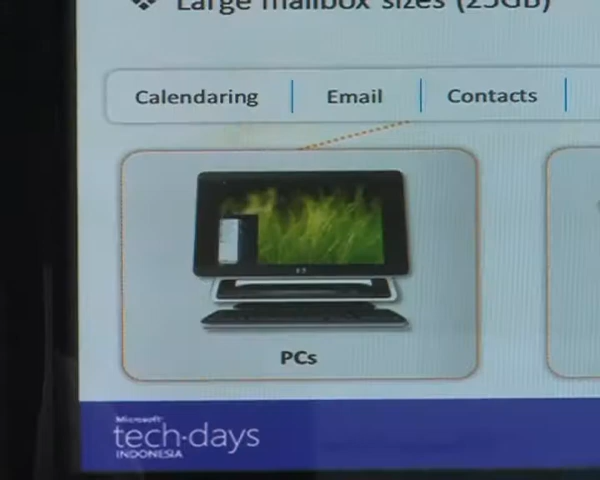 Large mailbox sizes (25GB)
Calendaring Email Contacts
PCs
Microsoft
tech·days
INDONESIA